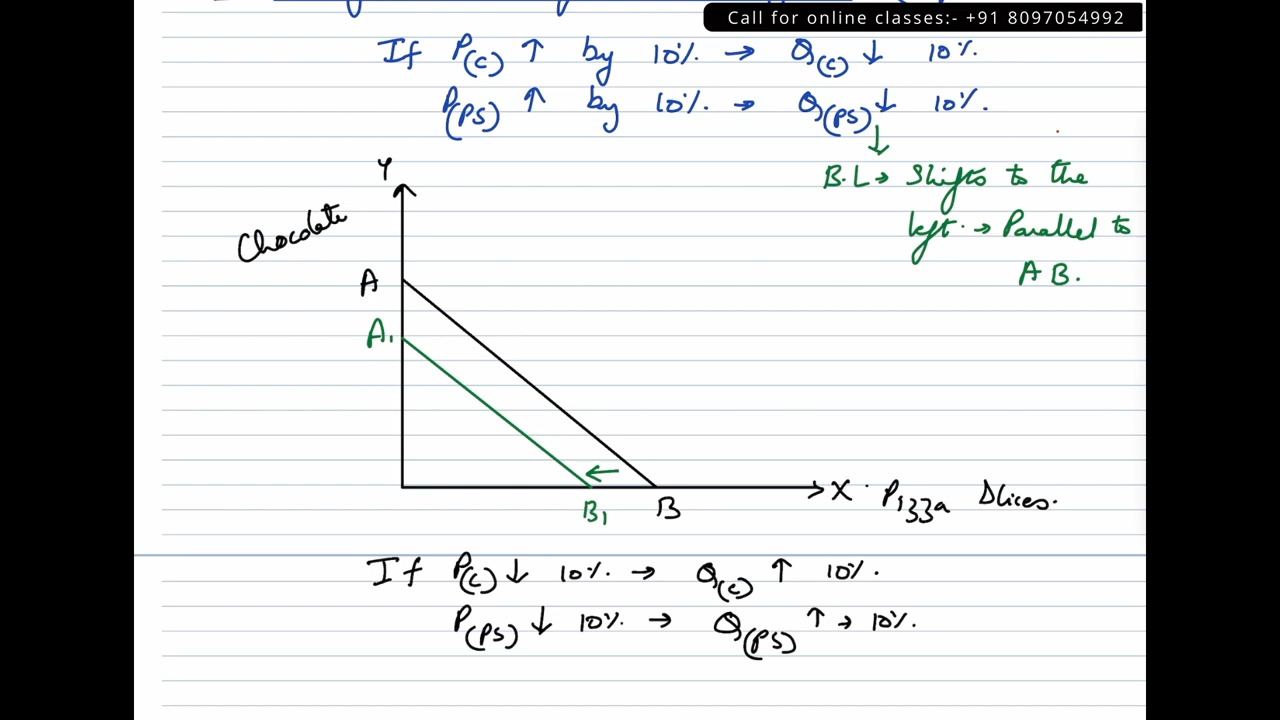 Call for online classes:- +91 8097054992
If P(C) ↑ by 10% → Q(C) ↓ 10%.
P(PS) ↑ by 10% → Q(PS) ↓ 10%.
↓
B.L → Shifts to the
left → Parallel to
AB.
Y
Chocolate
A
A1
B1
B
X Pizza Slices.
If P(C) ↓ 10% → Q(C) ↑ 10%.
P(PS) ↓ 10% → Q(PS) ↑ → 10%.